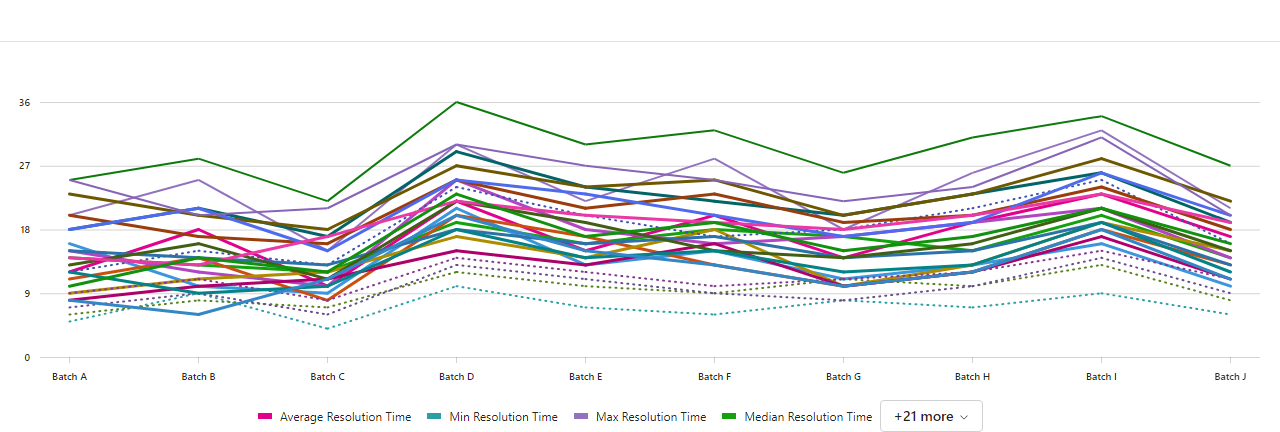 36
27
18
9
0
Batch A Batch B Batch C Batch D Batch E Batch F Batch G Batch H Batch I Batch J
Average Resolution Time Min Resolution Time Max Resolution Time Median Resolution Time +21 more